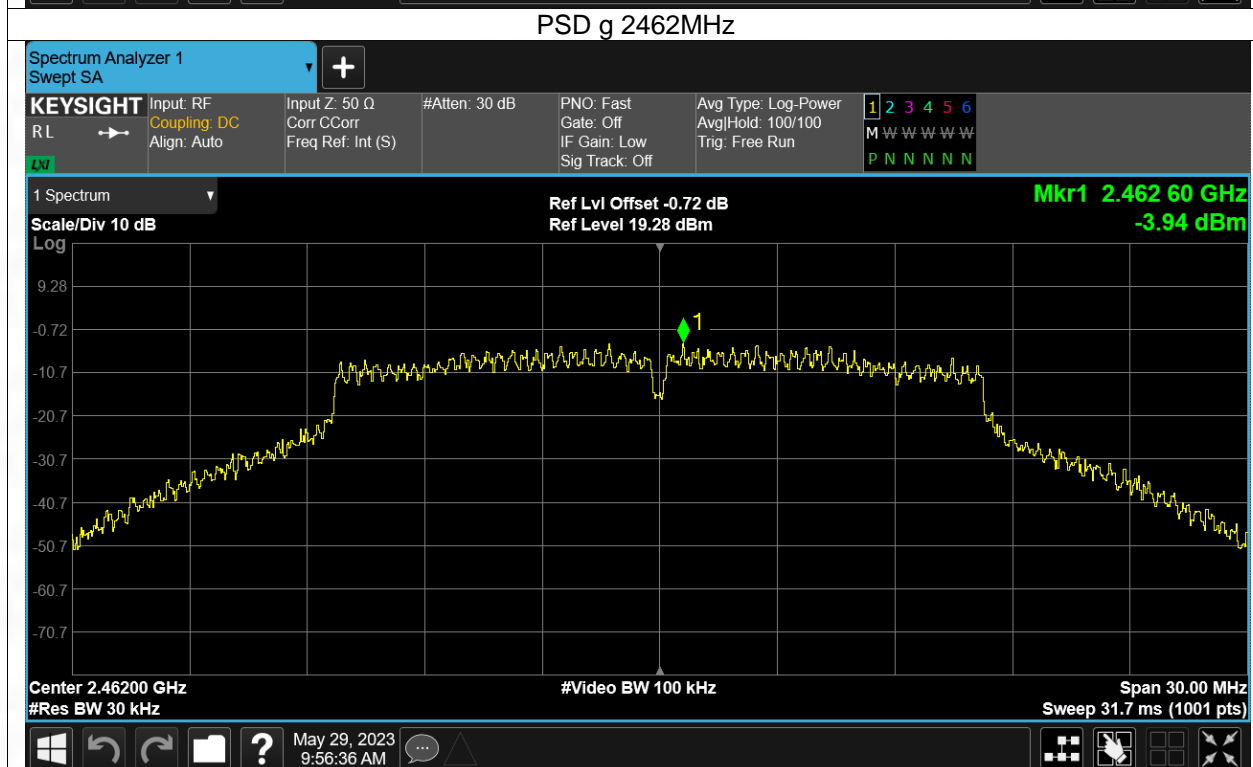 PSD g 2462MHz
Spectrum Analyzer 1
Swept SA
+
KEYSIGHT
Input: RF
Input Z: 50 Ω
#Atten: 30 dB
PNO: Fast
Avg Type: Log-Power
1 2 3 4 5 6
R L
Coupling: DC
Corr CCorr
Gate: Off
Avg|Hold: 100/100
M W W W W W
Align: Auto
Freq Ref: Int (S)
IF Gain: Low
Trig: Free Run
LXI
Sig Track: Off
P N N N N N
1 Spectrum
Ref Lvl Offset -0.72 dB
Mkr1 2.462 60 GHz
Scale/Div 10 dB
Ref Level 19.28 dBm
-3.94 dBm
Log
9.28
1
-0.72
-10.7
-20.7
-30.7
-40.7
-50.7
-60.7
-70.7
Center 2.46200 GHz
#Video BW 100 kHz
Span 30.00 MHz
#Res BW 30 kHz
Sweep 31.7 ms (1001 pts)
?
May 29, 2023
9:56:36 AM